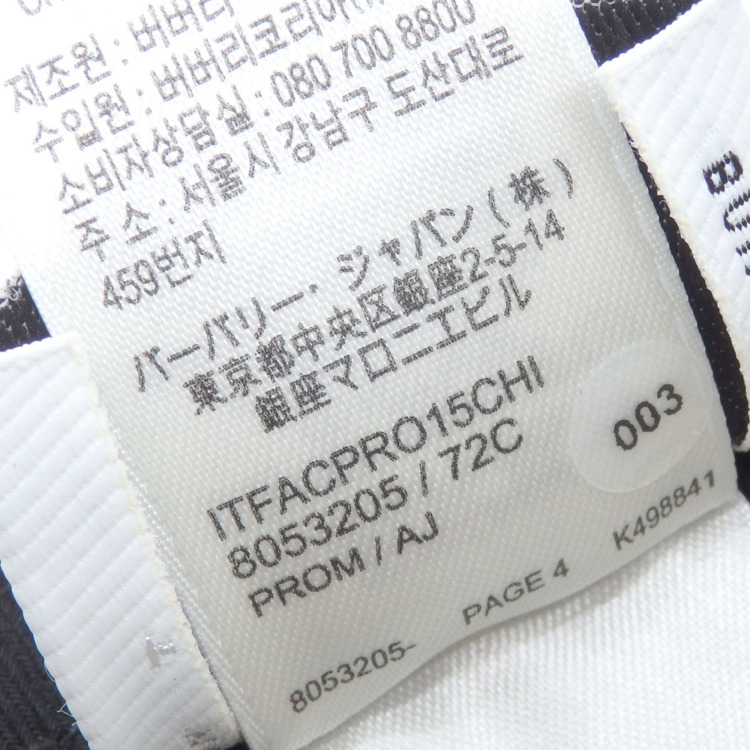 제조원 : 버버리
수입원 : 버버리코리아
소비자상담실 : 080 700 8800
주 소 : 서울시 강남구 도산대로
459번지
バーバリー・ジャパン(株)
東京都中央区銀座2-5-14
銀座マロニエビル
ITFACPRO15CHI
8053205 / 72C
PROM / AJ
003
8053205- PAGE 4 K498841